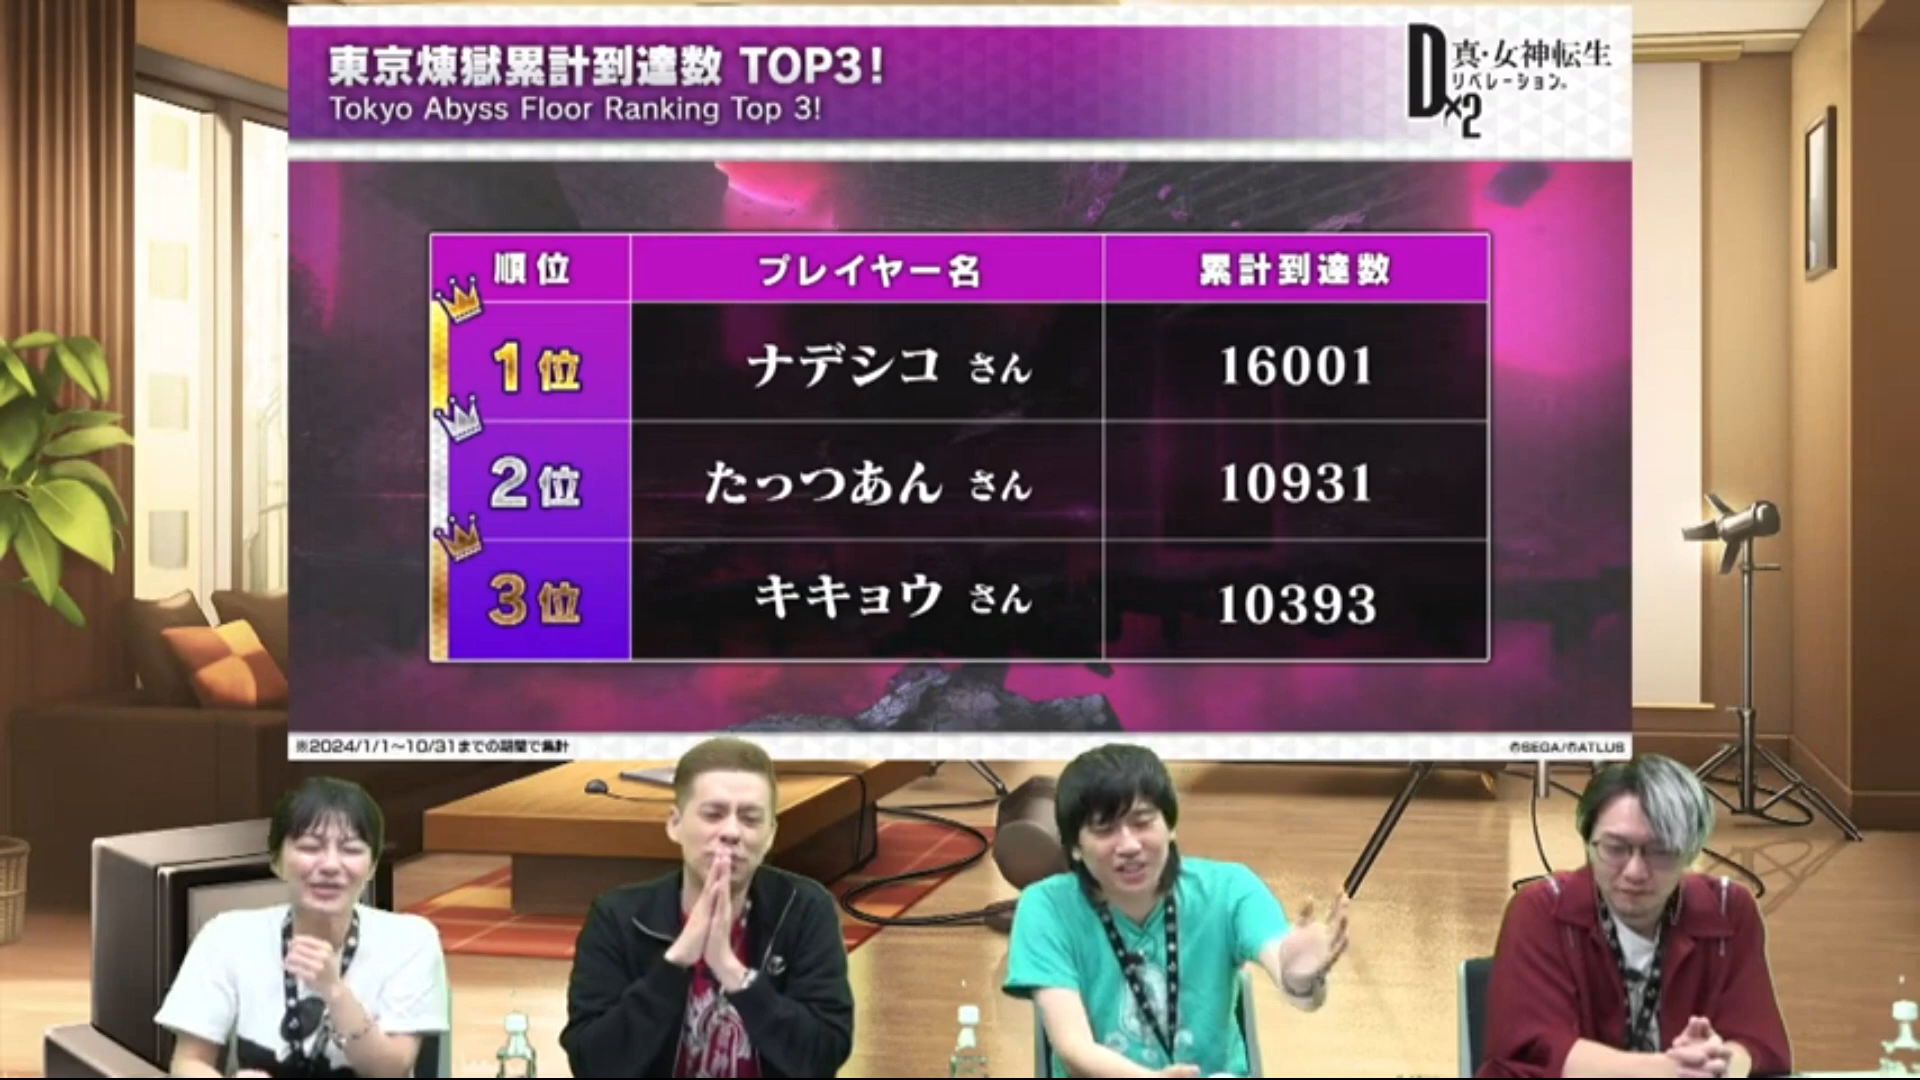 東京煉獄累計到達数 TOP3!
Tokyo Abyss Floor Ranking Top 3!
D×2 真・女神転生
リベレーション®
順位 プレイヤー名 累計到達数
1位 ナデシコ さん 16001
2位 たっつあん さん 10931
3位 キキョウ さん 10393
※2024/1/1～10/31までの期間で集計
©SEGA/©ATLUS